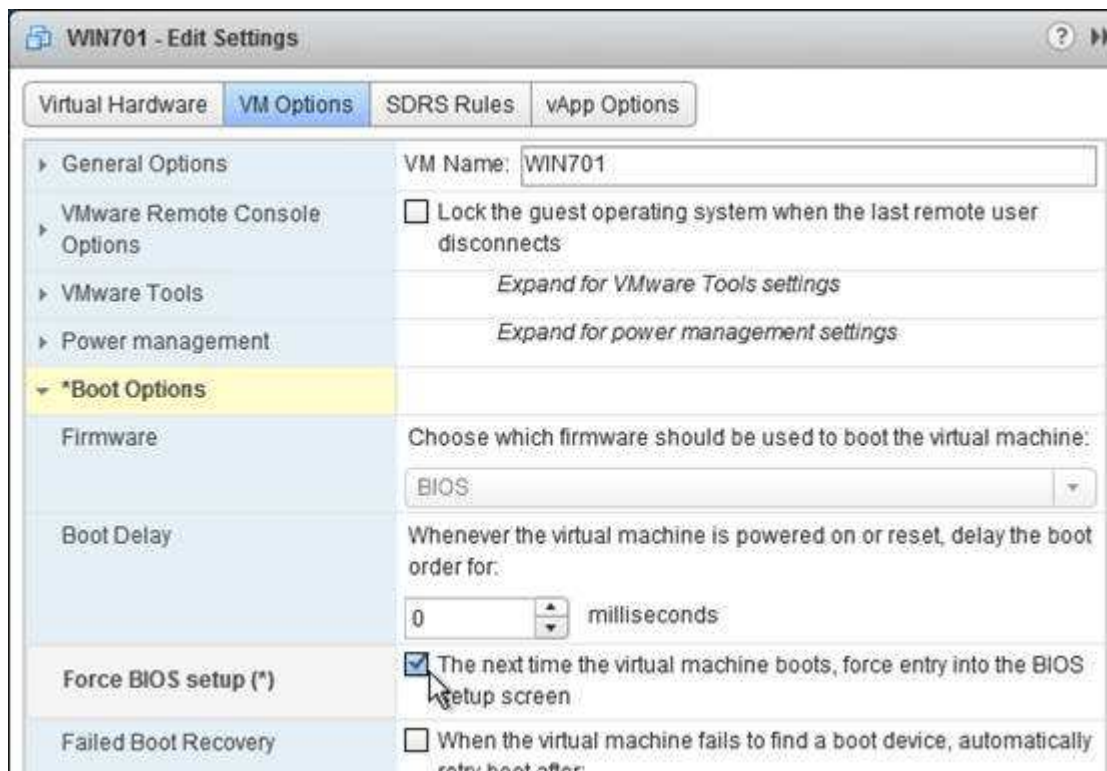 WIN701 - Edit Settings
?
Virtual Hardware VM Options SDRS Rules vApp Options
General Options VM Name: WIN701
VMware Remote Console Options
Lock the guest operating system when the last remote user
disconnects
VMware Tools Expand for VMware Tools settings
Power management Expand for power management settings
*Boot Options
Firmware Choose which firmware should be used to boot the virtual machine:
BIOS
Boot Delay Whenever the virtual machine is powered on or reset, delay the boot
order for:
0 milliseconds
Force BIOS setup (*) The next time the virtual machine boots, force entry into the BIOS
setup screen
Failed Boot Recovery When the virtual machine fails to find a boot device, automatically
retry boot after: